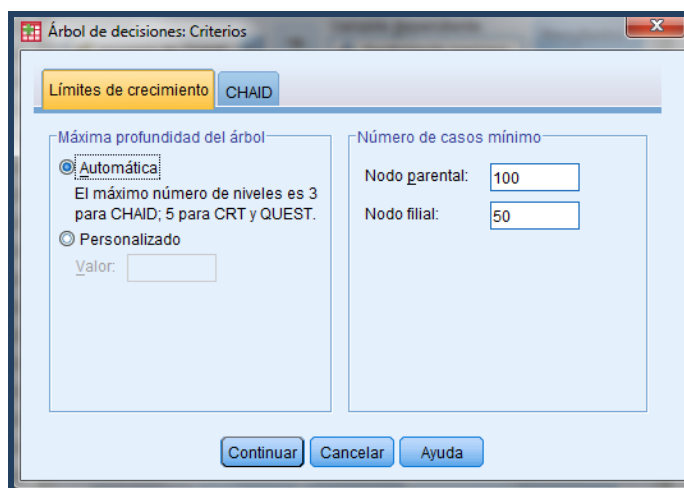 Árbol de decisiones: Criterios
Límites de crecimiento
CHAID
Máxima profundidad del árbol
Automática
El máximo número de niveles es 3
para CHAID; 5 para CRT y QUEST.
Personalizado
Valor:
Número de casos mínimo
Nodo parental: 100
Nodo filial: 50
Continuar
Cancelar
Ayuda